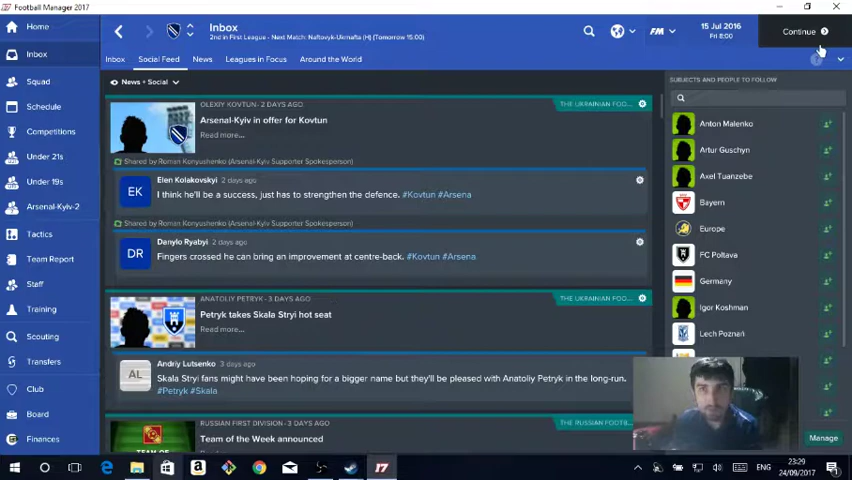 Football Manager 2017
Home
Inbox
2nd in First League - Next Match: Naftovyk-Ukrnafta (H) (Tomorrow 15:00)
FM
15 Jul 2016
Fri 8:00
Continue
Inbox
Inbox
Social Feed
News
Leagues in Focus
Around the World
Squad
Schedule
Competitions
Under 21s
Under 19s
Arsenal-Kyiv-2
Tactics
Team Report
Staff
Training
Scouting
Transfers
Club
Board
Finances
News + Social
OLEXIY KOVTUN - 2 DAYS AGO
THE UKRAINIAN FOO...
Arsenal-Kyiv in offer for Kovtun
Read more...
Shared by Roman Konyushenko (Arsenal-Kyiv Supporter Spokesperson)
EK
Elen Kolakovskyi 2 days ago
I think he'll be a success, just has to strengthen the defence. #Kovtun #Arsena
Shared by Roman Konyushenko (Arsenal-Kyiv Supporter Spokesperson)
DR
Danylo Ryabyi 2 days ago
Fingers crossed he can bring an improvement at centre-back. #Kovtun #Arsena
ANATOLIY PETRYK - 3 DAYS AGO
THE UKRAINIAN FOO...
Petryk takes Skala Stryi hot seat
Read more...
AL
Andriy Lutsenko 3 days ago
Skala Stryi fans might have been hoping for a bigger name but they'll be pleased with Anatoliy Petryk in the long-run.
#Petryk #Skala
RUSSIAN FIRST DIVISION - 3 DAYS AGO
THE RUSSIAN FOOTB...
Team of the Week announced
TEAM OF
Read more...
SUBJECTS AND PEOPLE TO FOLLOW
Anton Malenko
Artur Guschyn
Axel Tuanzebe
Bayern
Europe
FC Poltava
Germany
Igor Koshman
Lech Poznań
Manage
17
ENG
23:29
24/09/2017